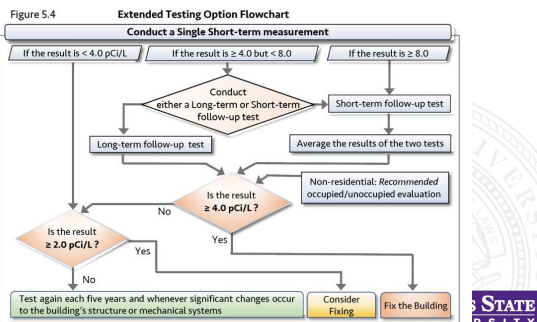 Figure 5.4 Extended Testing Option Flowchart
Conduct a Single Short-term measurement
If the result is < 4.0 pCi/L
If the result is ≥ 4.0 but < 8.0
If the result is ≥ 8.0
Conduct
either a Long-term or Short-term
follow-up test
Short-term follow-up test
Long-term follow-up test
Average the results of the two tests
Non-residential: Recommended
occupied/unoccupied evaluation
Is the result
≥ 4.0 pCi/L ?
No
Yes
Is the result
≥ 2.0 pCi/L ?
Yes
No
Test again each five years and whenever significant changes occur
to the building's structure or mechanical systems
Consider
Fixing
Fix the Building
S STATE